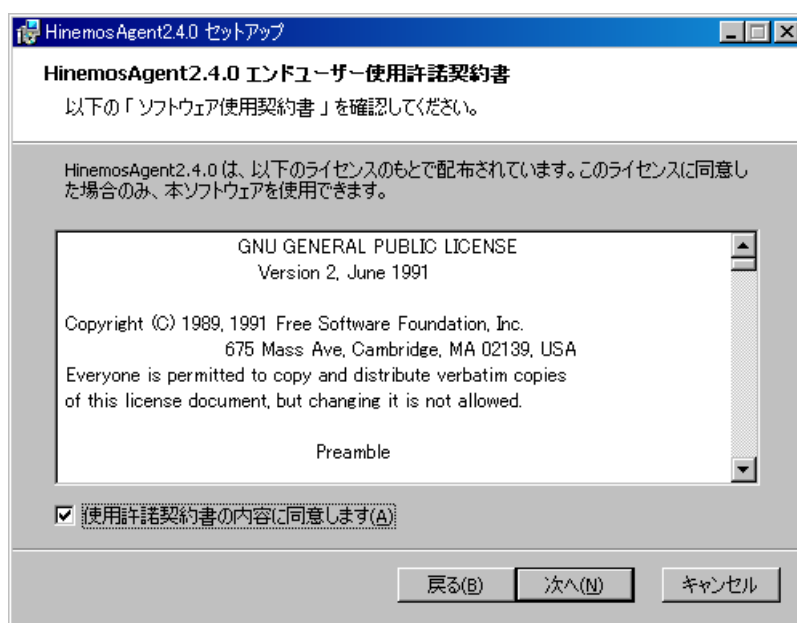 HinemosAgent2.4.0 セットアップ
HinemosAgent2.4.0 エンドユーザー使用許諾契約書
以下の「 ソフトウェア使用契約書 」を確認してください。
HinemosAgent2.4.0 は、以下のライセンスのもとで配布されています。このライセンスに同意し
た場合のみ、本ソフトウェアを使用できます。
GNU GENERAL PUBLIC LICENSE
Version 2, June 1991
Copyright (C) 1989, 1991 Free Software Foundation, Inc.
675 Mass Ave, Cambridge, MA 02139, USA
Everyone is permitted to copy and distribute verbatim copies
of this license document, but changing it is not allowed.
Preamble
使用許諾契約書の内容に同意します(A)
戻る(B) 次へ(N) キャンセル